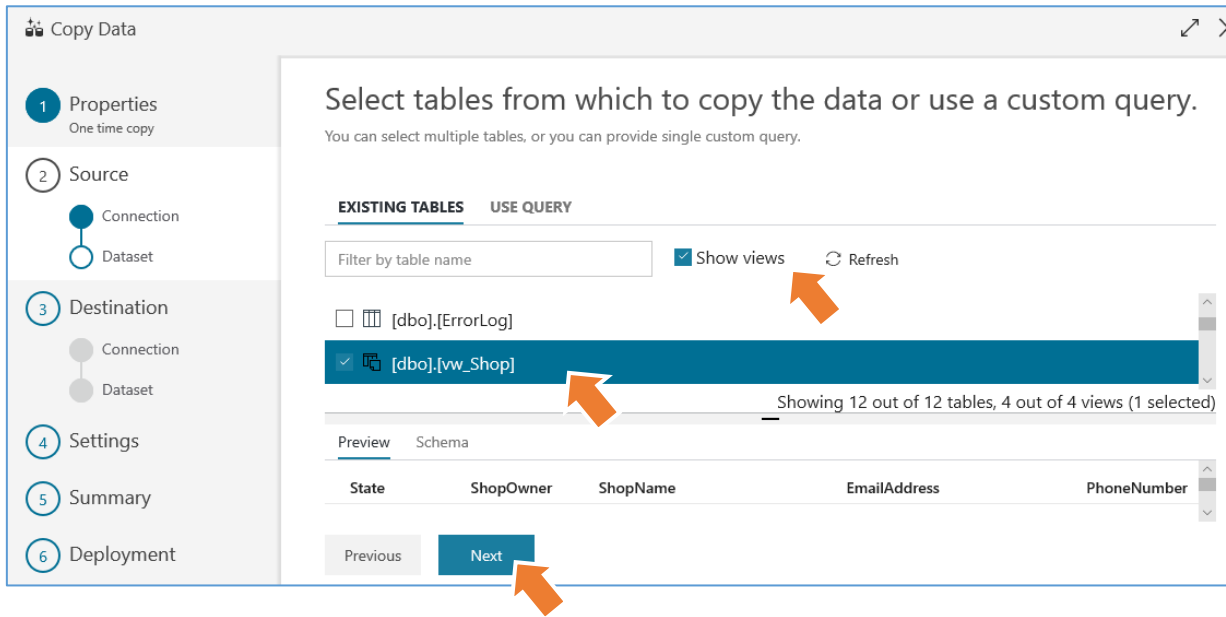 Copy Data
1
Properties
One time copy
2
Source
Connection
Dataset
3
Destination
Connection
Dataset
4
Settings
5
Summary
6
Deployment
Select tables from which to copy the data or use a custom query.
You can select multiple tables, or you can provide single custom query.
EXISTING TABLES USE QUERY
Filter by table name Show views Refresh
[dbo].[ErrorLog]
[dbo].[vw_Shop]
Showing 12 out of 12 tables, 4 out of 4 views (1 selected)
Preview Schema
State ShopOwner ShopName EmailAddress PhoneNumber
Previous Next